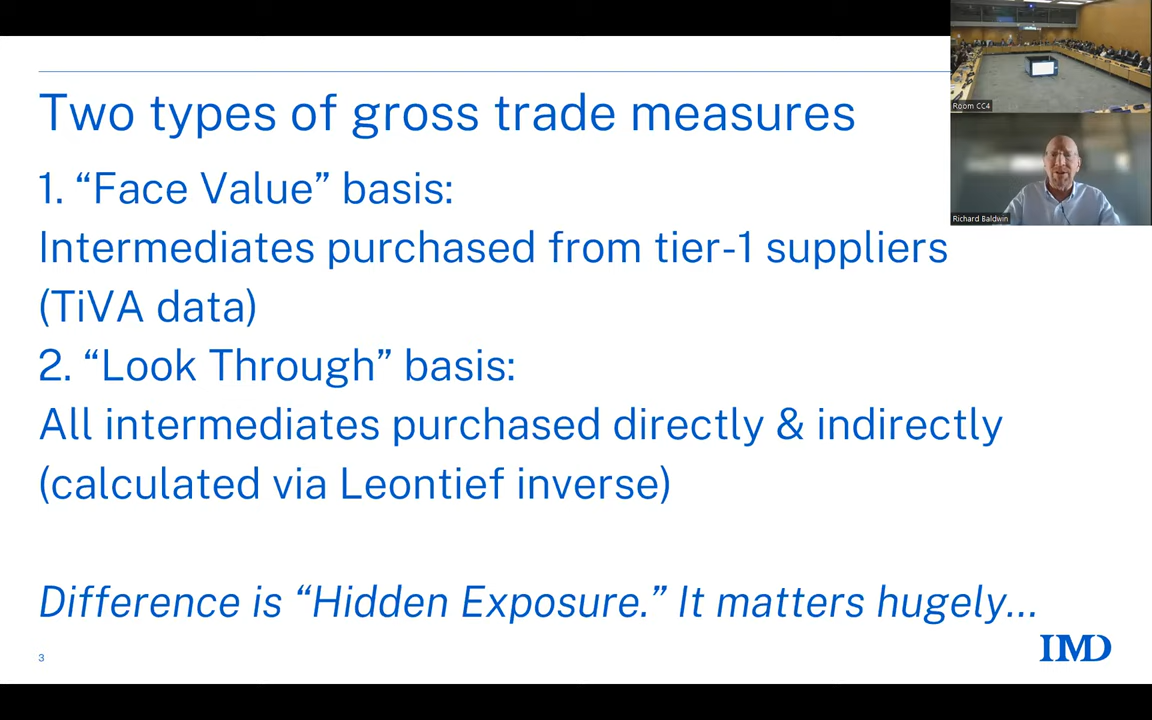 Two types of gross trade measures
1. “Face Value” basis:
Intermediates purchased from tier-1 suppliers
(TiVA data)
2. “Look Through” basis:
All intermediates purchased directly & indirectly
(calculated via Leontief inverse)
Difference is “Hidden Exposure.” It matters hugely...
3
IMD
Room CC4
Richard Baldwin